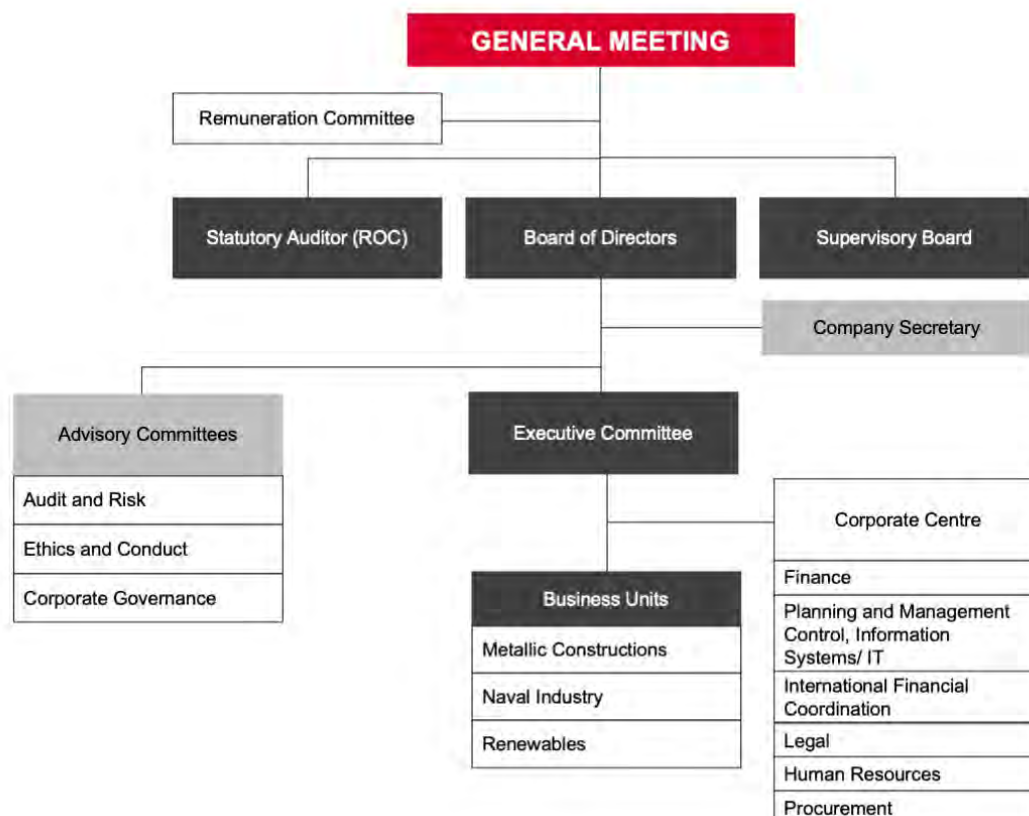 GENERAL MEETING
Remuneration Committee
Statutory Auditor (ROC)
Board of Directors
Supervisory Board
Company Secretary
Advisory Committees
Audit and Risk
Ethics and Conduct
Corporate Governance
Executive Committee
Business Units
Metallic Constructions
Naval Industry
Renewables
Corporate Centre
Finance
Planning and Management
Control, Information
Systems/ IT
International Financial
Coordination
Legal
Human Resources
Procurement